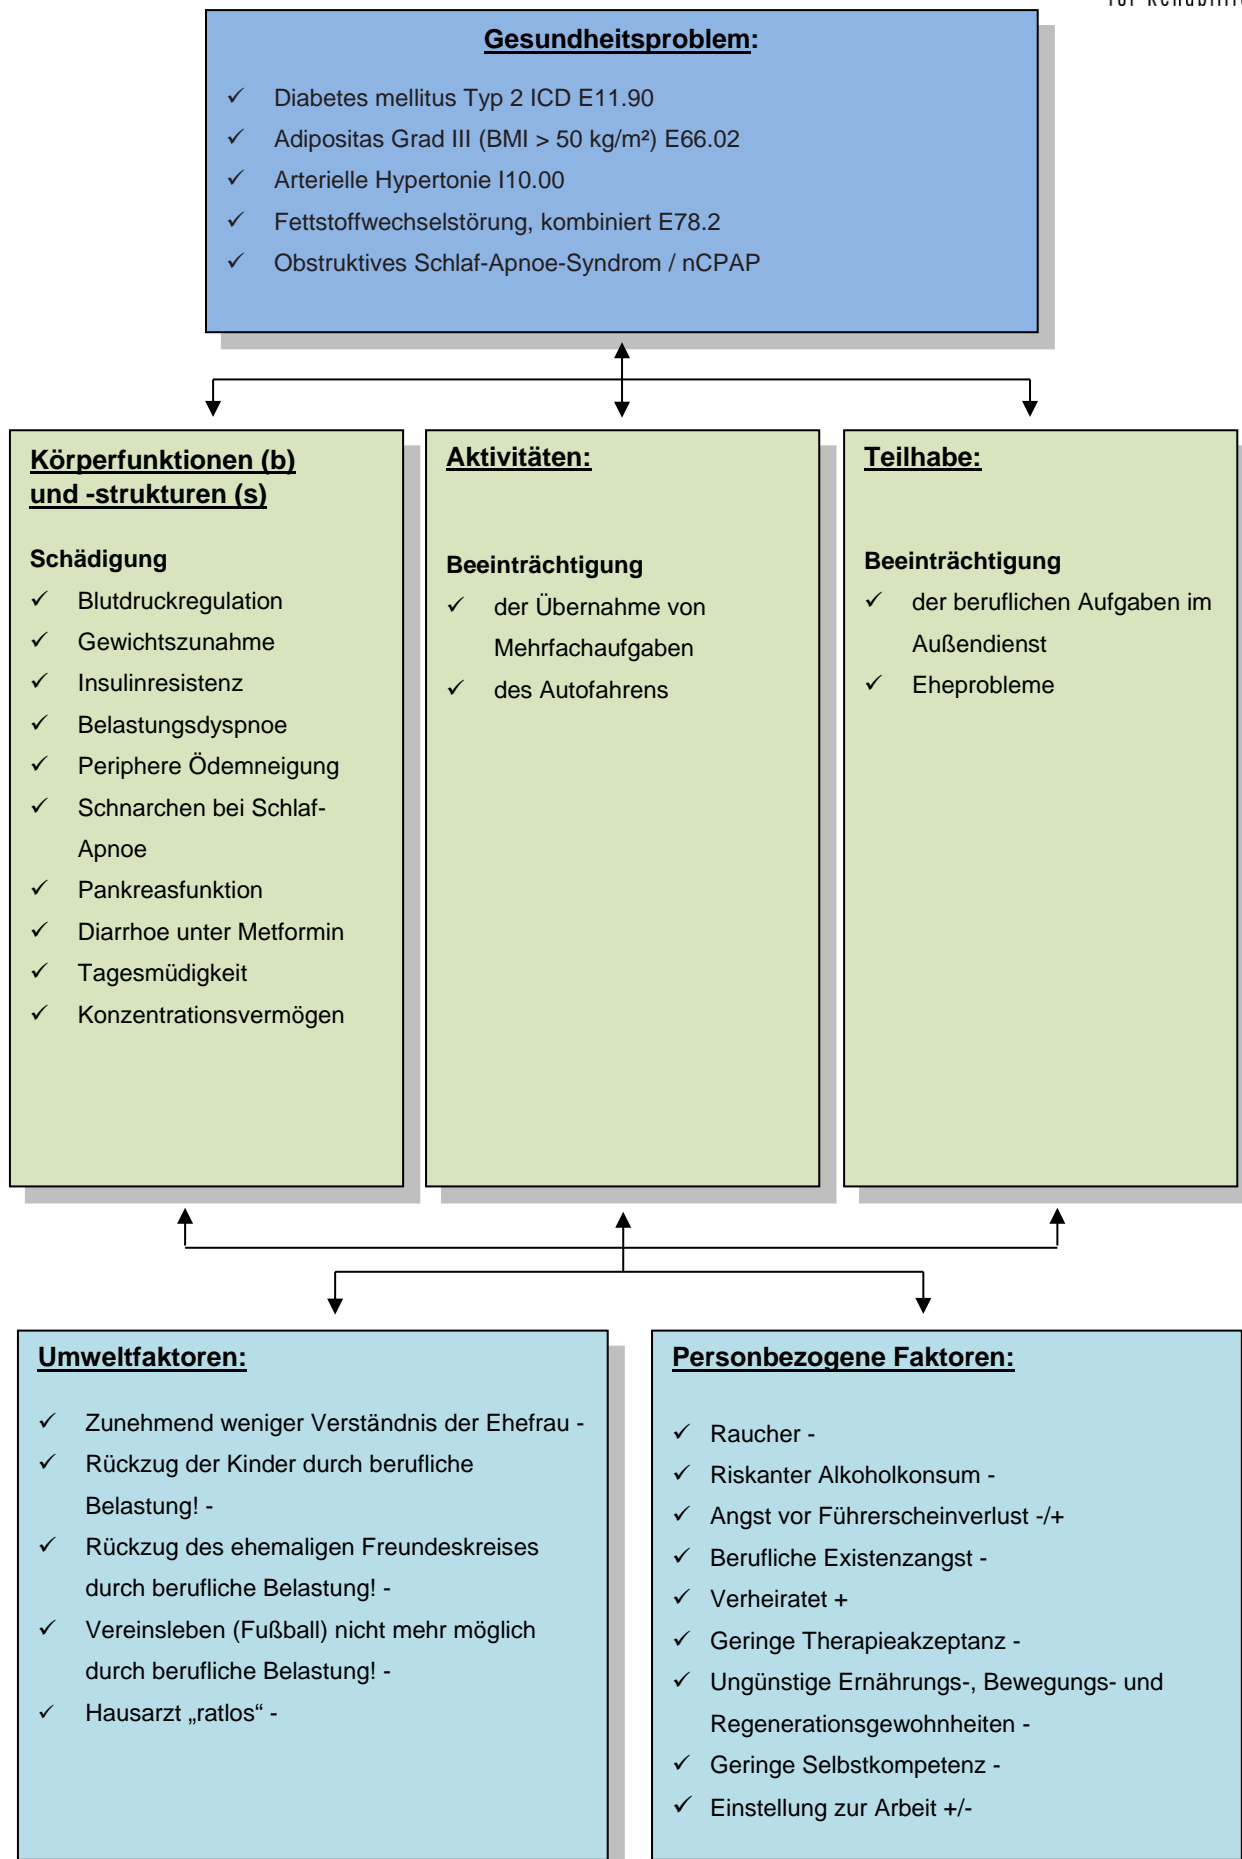 Gesundheitsproblem:
✓ Diabetes mellitus Typ 2 ICD E11.90
✓ Adipositas Grad III (BMI > 50 kg/m²) E66.02
✓ Arterielle Hypertonie I10.00
✓ Fettstoffwechselstörung, kombiniert E78.2
✓ Obstruktives Schlaf-Apnoe-Syndrom / nCPAP
Körperfunktionen (b)
und -strukturen (s)
Schädigung
✓ Blutdruckregulation
✓ Gewichtszunahme
✓ Insulinresistenz
✓ Belastungsdyspnoe
✓ Periphere Ödemneigung
✓ Schnarchen bei Schlaf-
Apnoe
✓ Pankreasfunktion
✓ Diarrhoe unter Metformin
✓ Tagesmüdigkeit
✓ Konzentrationsvermögen
Aktivitäten:
Beeinträchtigung
✓ der Übernahme von
Mehrfachaufgaben
✓ des Autofahrens
Teilhabe:
Beeinträchtigung
✓ der beruflichen Aufgaben im
Außendienst
✓ Eheprobleme
Umweltfaktoren:
✓ Zunehmend weniger Verständnis der Ehefrau -
✓ Rückzug der Kinder durch berufliche
Belastung! -
✓ Rückzug des ehemaligen Freundeskreises
durch berufliche Belastung! -
✓ Vereinsleben (Fußball) nicht mehr möglich
durch berufliche Belastung! -
✓ Hausarzt „ratlos“ -
Personbezogene Faktoren:
✓ Raucher -
✓ Riskanter Alkoholkonsum -
✓ Angst vor Führerscheinverlust -/+
✓ Berufliche Existenzangst -
✓ Verheiratet +
✓ Geringe Therapieakzeptanz -
✓ Ungünstige Ernährungs-, Bewegungs- und
Regenerationsgewohnheiten -
✓ Geringe Selbstkompetenz -
✓ Einstellung zur Arbeit +/-